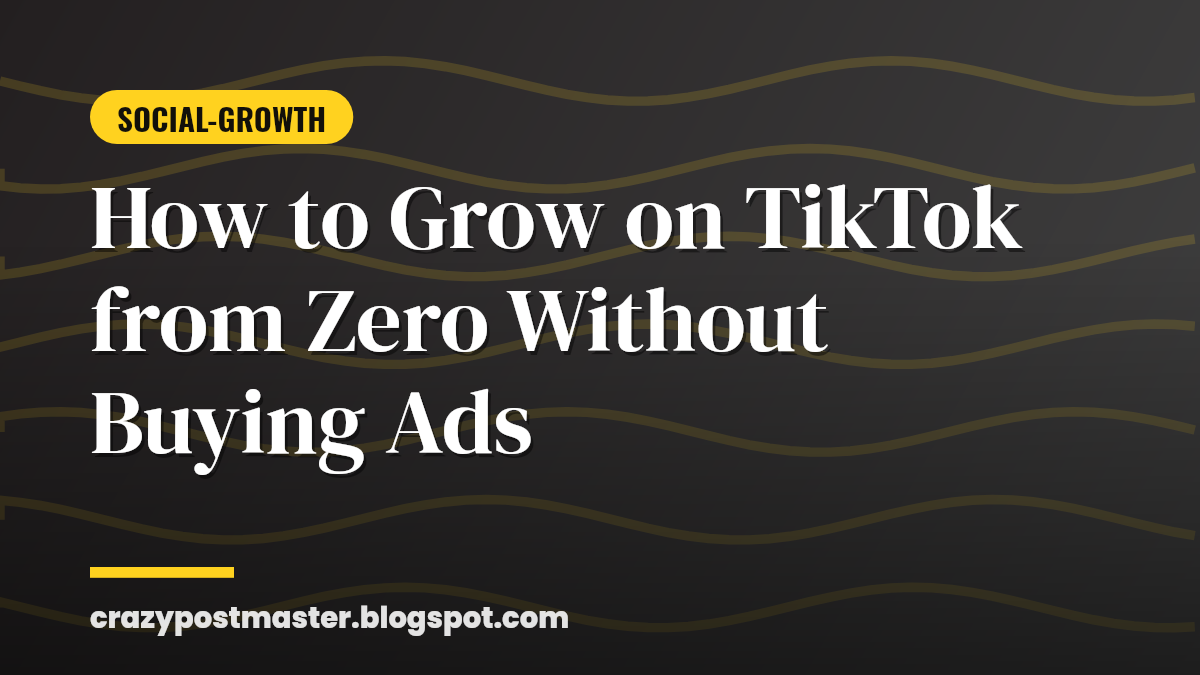 SOCIAL-GROWTH
How to Grow on TikTok
from Zero Without
Buying Ads
crazypostmaster.blogspot.com